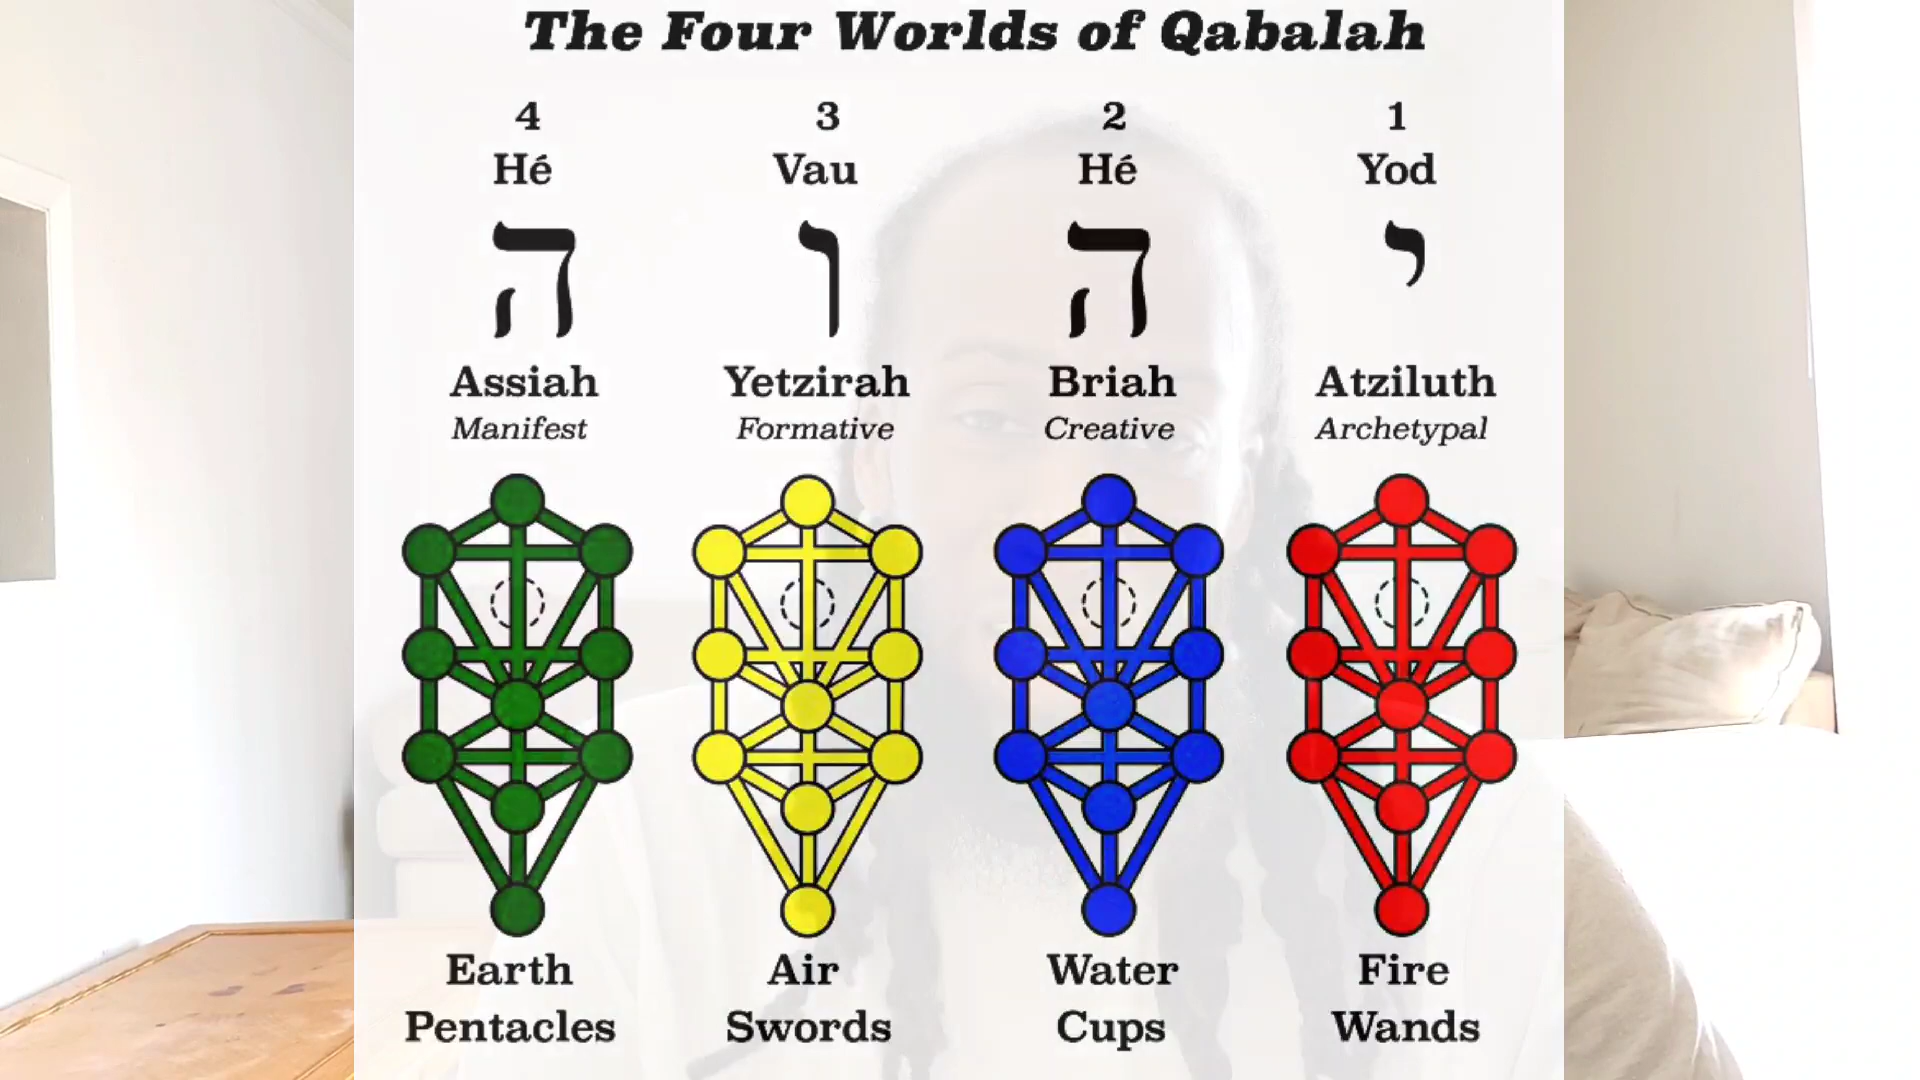 The Four Worlds of Qabalah
4 3 2 1
Hé Vau Hé Yod
ה ו ה י
Assiah Yetzirah Briah Atziluth
Manifest Formative Creative Archetypal
Earth Air Water Fire
Pentacles Swords Cups Wands